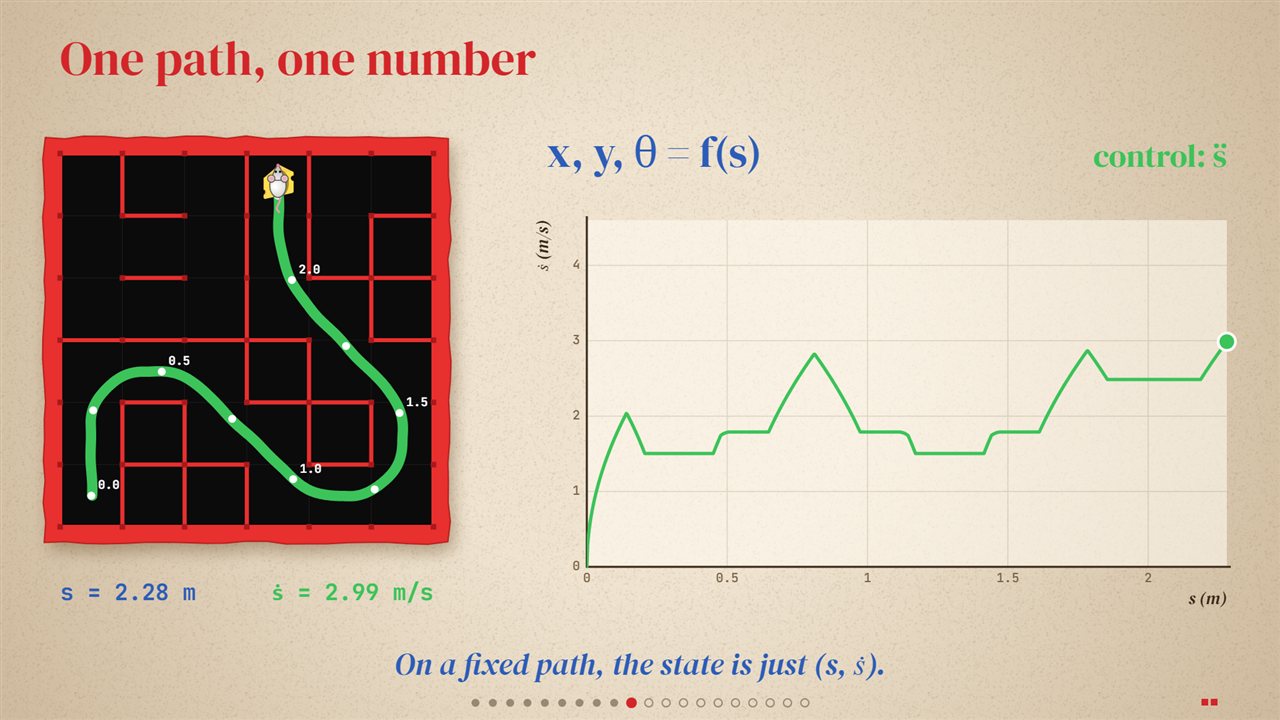 One path, one number
x, y, θ = f(s)
control: s̈
0.0
0.5
1.0
1.5
2.0
s = 2.28 m
ṡ = 2.99 m/s
ṡ (m/s)
4
3
2
1
0
0
0.5
1
1.5
2
s (m)
On a fixed path, the state is just (s, ṡ).